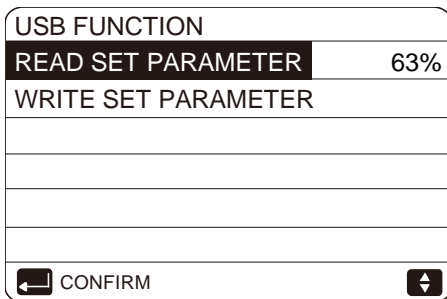 USB FUNCTION
READ SET PARAMETER 63%
WRITE SET PARAMETER
CONFIRM